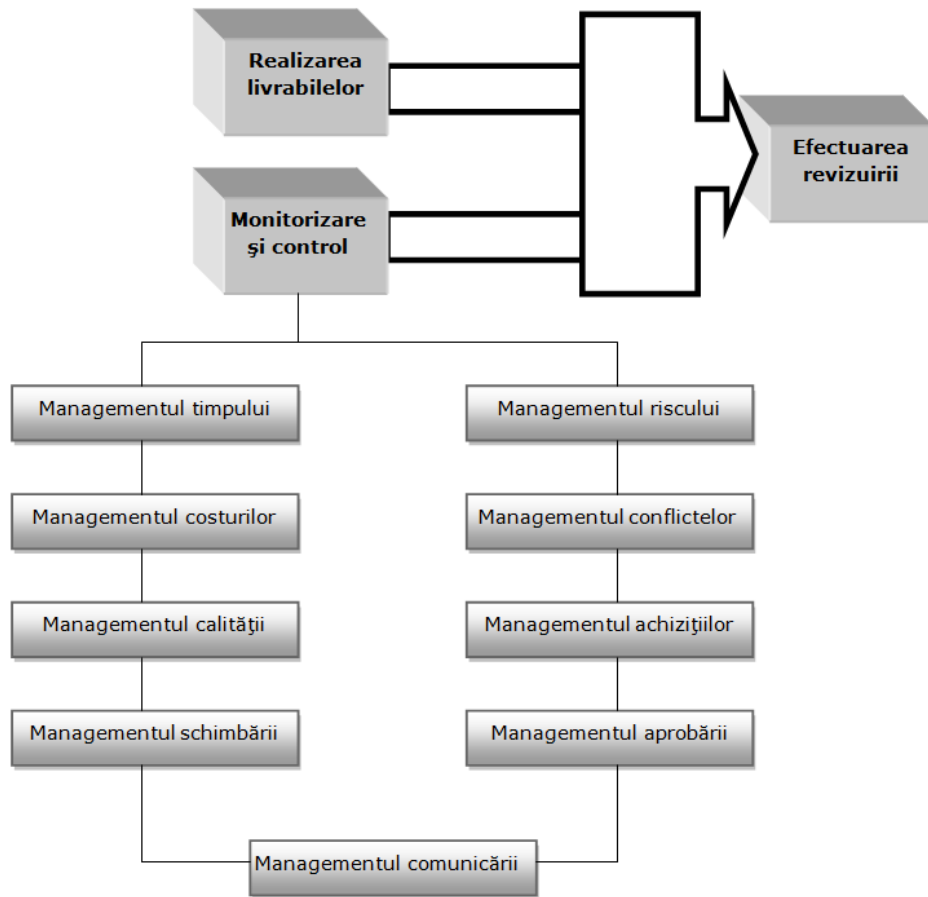 Realizarea
livrabilelor
Efectuarea
revizuirii
Monitorizare
şi control
Managementul timpului
Managementul riscului
Managementul costurilor
Managementul conflictelor
Managementul calităţii
Managementul achiziţiilor
Managementul schimbării
Managementul aprobării
Managementul comunicării